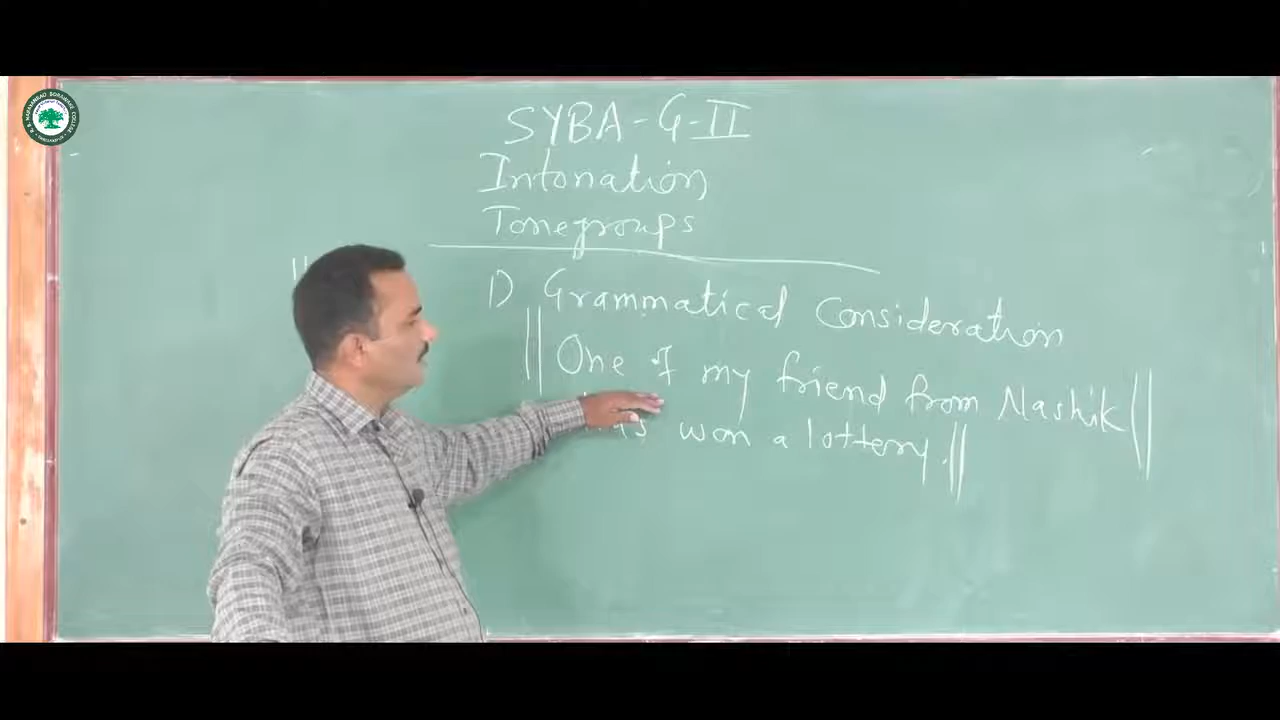 SYBA-G-II
Intonation
Tonegroups
1) Grammatical Consideration
|| One of my friend from Nashik ||
won a lottery. ||